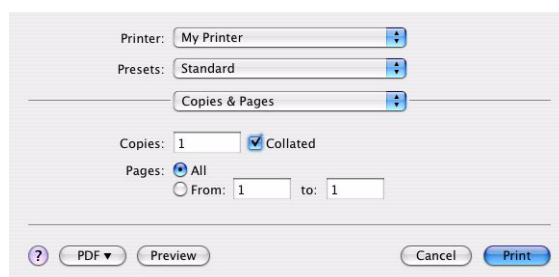 Printer: My Printer
Presets: Standard
Copies & Pages
Copies: 1 Collated
Pages: All
From: 1 to: 1
? PDF Preview Cancel Print